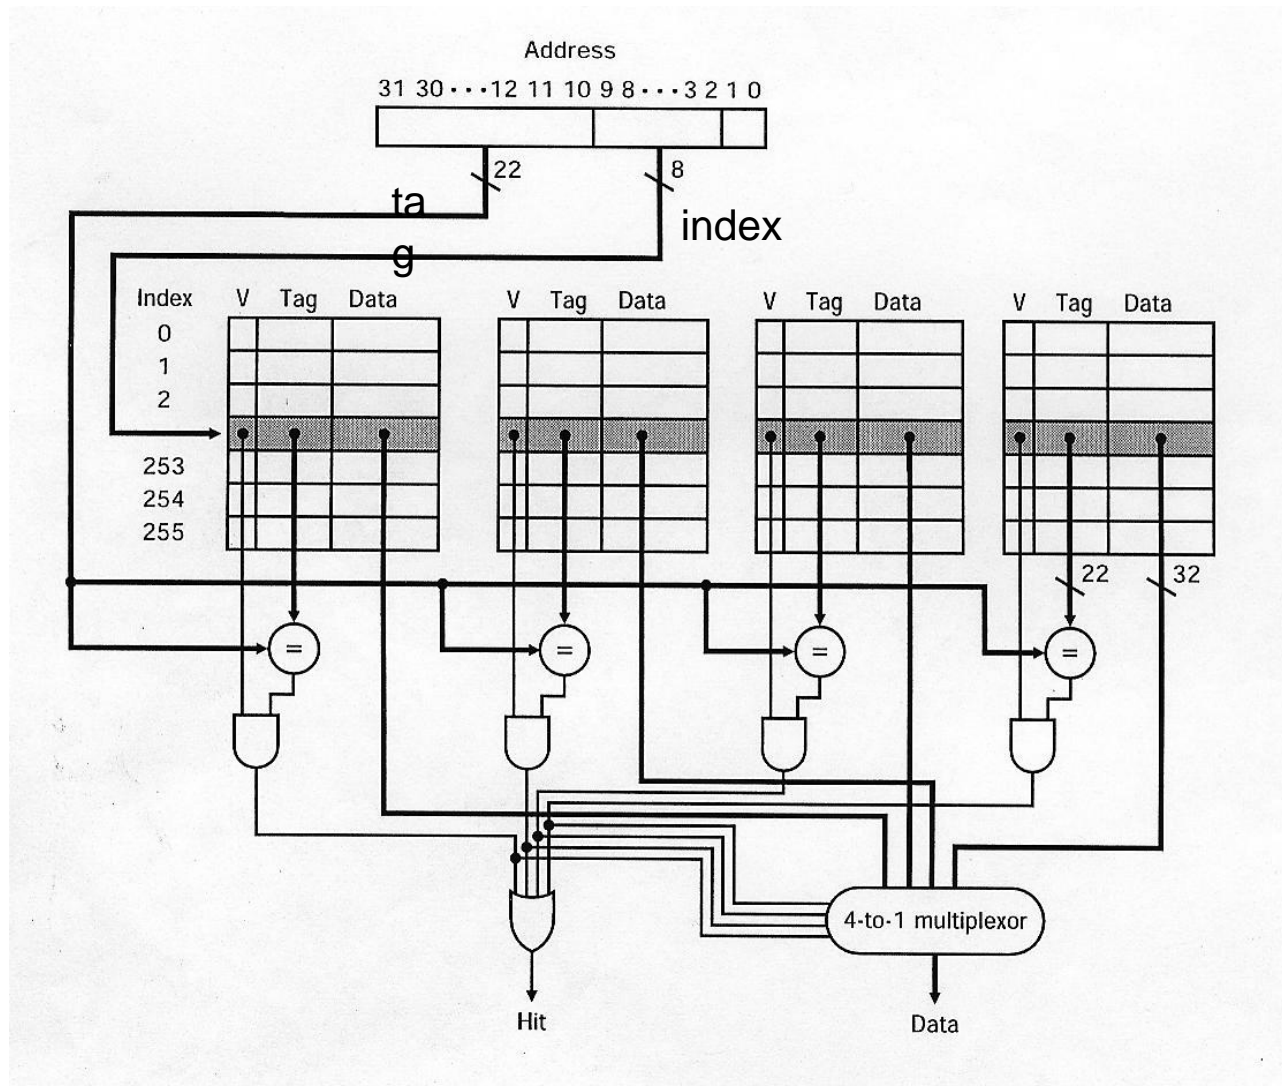 Address
31 30 ··· 12 11 10 9 8 ··· 3 2 1 0
22 8
ta
g
index
Index V Tag Data V Tag Data V Tag Data V Tag Data
0
1
2
253
254
255
22 32
= = = =
4-to-1 multiplexor
Hit Data